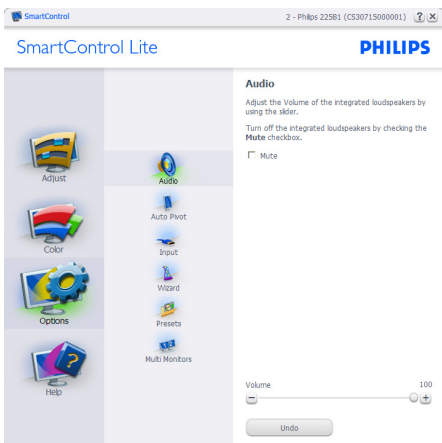 SmartControl
2 - Philips 225B1 (CS30715000001)
?
SmartControl Lite
PHILIPS
Adjust
Color
Options
Help
Audio
Auto Pivot
Input
Wizard
Presets
Multi Monitors
Audio
Adjust the Volume of the integrated loudspeakers by
using the slider.
Turn off the integrated loudspeakers by checking the
Mute checkbox.
Mute
Volume
100
Undo